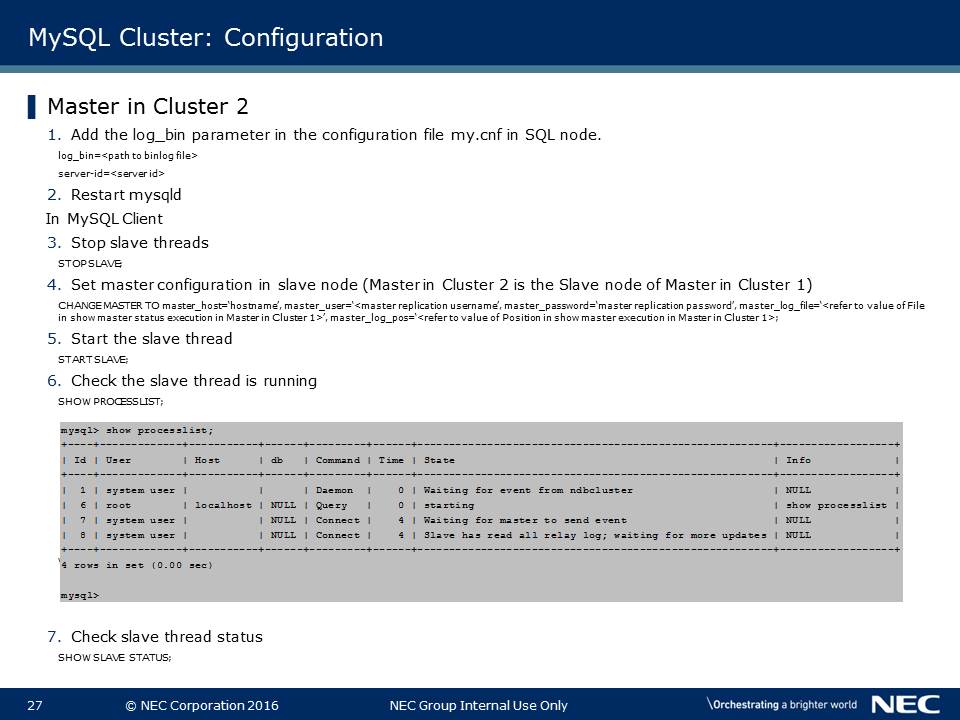 MySQL Cluster: Configuration
Master in Cluster 2
1. Add the log_bin parameter in the configuration file my.cnf in SQL node.
log_bin=<path to binlog file>
server-id=<server id>
2. Restart mysqld
In MySQL Client
3. Stop slave threads
STOP SLAVE;
4. Set master configuration in slave node (Master in Cluster 2 is the Slave node of Master in Cluster 1)
CHANGE MASTER TO master_host=‘hostname’, master_user=‘<master replication username’, master_password=‘master replication password’, master_log_file=‘<refer to value of File
in show master status execution in Master in Cluster 1>’, master_log_pos=‘<refer to value of Position in show master execution in Master in Cluster 1>;
5. Start the slave thread
START SLAVE;
6. Check the slave thread is running
SHOW PROCESSLIST;
mysql> show processlist;
+----+-------------+-----------+------+---------+------+--------------------------------------------------------+------------------+
| Id | User | Host | db | Command | Time | State | Info |
+----+-------------+-----------+------+---------+------+--------------------------------------------------------+------------------+
| 1 | system user | | | Daemon | 0 | Waiting for event from ndbcluster | NULL |
| 6 | root | localhost | NULL | Query | 0 | starting | show processlist |
| 7 | system user | | NULL | Connect | 4 | Waiting for master to send event | NULL |
| 8 | system user | | NULL | Connect | 4 | Slave has read all relay log; waiting for more updates | NULL |
+----+-------------+-----------+------+---------+------+--------------------------------------------------------+------------------+
4 rows in set (0.00 sec)
mysql>
7. Check slave thread status
SHOW SLAVE STATUS;
27 © NEC Corporation 2016 NEC Group Internal Use Only \Orchestrating a brighter world NEC